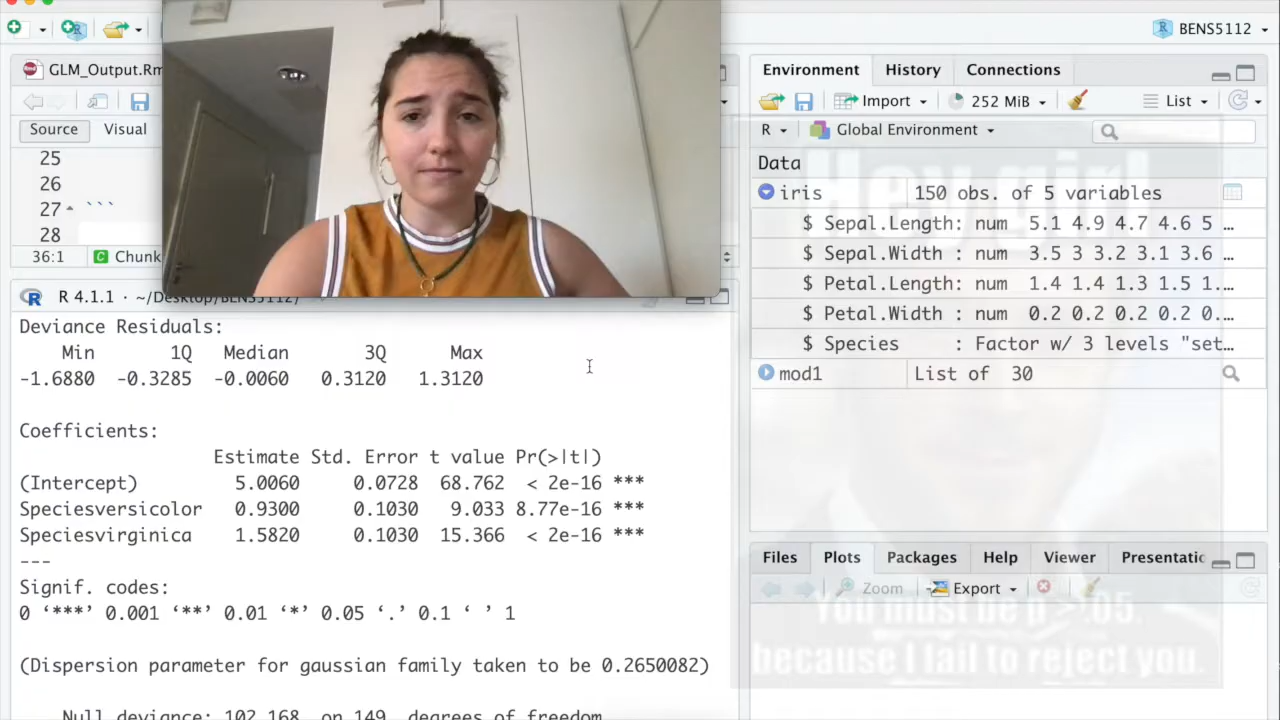 BENS5112
GLM_Output.Rm
Source Visual
25
26
27 ```
28
36:1 Chunk
R 4.1.1 · ~/Desktop/BENS5112/
Deviance Residuals:
Min 1Q Median 3Q Max
-1.6880 -0.3285 -0.0060 0.3120 1.3120
Coefficients:
Estimate Std. Error t value Pr(>|t|)
(Intercept) 5.0060 0.0728 68.762 < 2e-16 ***
Speciesversicolor 0.9300 0.1030 9.033 8.77e-16 ***
Speciesvirginica 1.5820 0.1030 15.366 < 2e-16 ***
---
Signif. codes:
0 ‘***’ 0.001 ‘**’ 0.01 ‘*’ 0.05 ‘.’ 0.1 ‘ ’ 1
(Dispersion parameter for gaussian family taken to be 0.2650082)
Null deviance: 102.168 on 149 degrees of freedom
Environment History Connections
Import 252 MiB List
R Global Environment
Hey girl
Data
iris 150 obs. of 5 variables
$ Sepal.Length: num 5.1 4.9 4.7 4.6 5 …
$ Sepal.Width : num 3.5 3 3.2 3.1 3.6 …
$ Petal.Length: num 1.4 1.4 1.3 1.5 1.…
$ Petal.Width : num 0.2 0.2 0.2 0.2 0.…
$ Species : Factor w/ 3 levels "set…
mod1 List of 30
Files Plots Packages Help Viewer Presentatic
Zoom Export
You must be p > .05
because I fail to reject you.